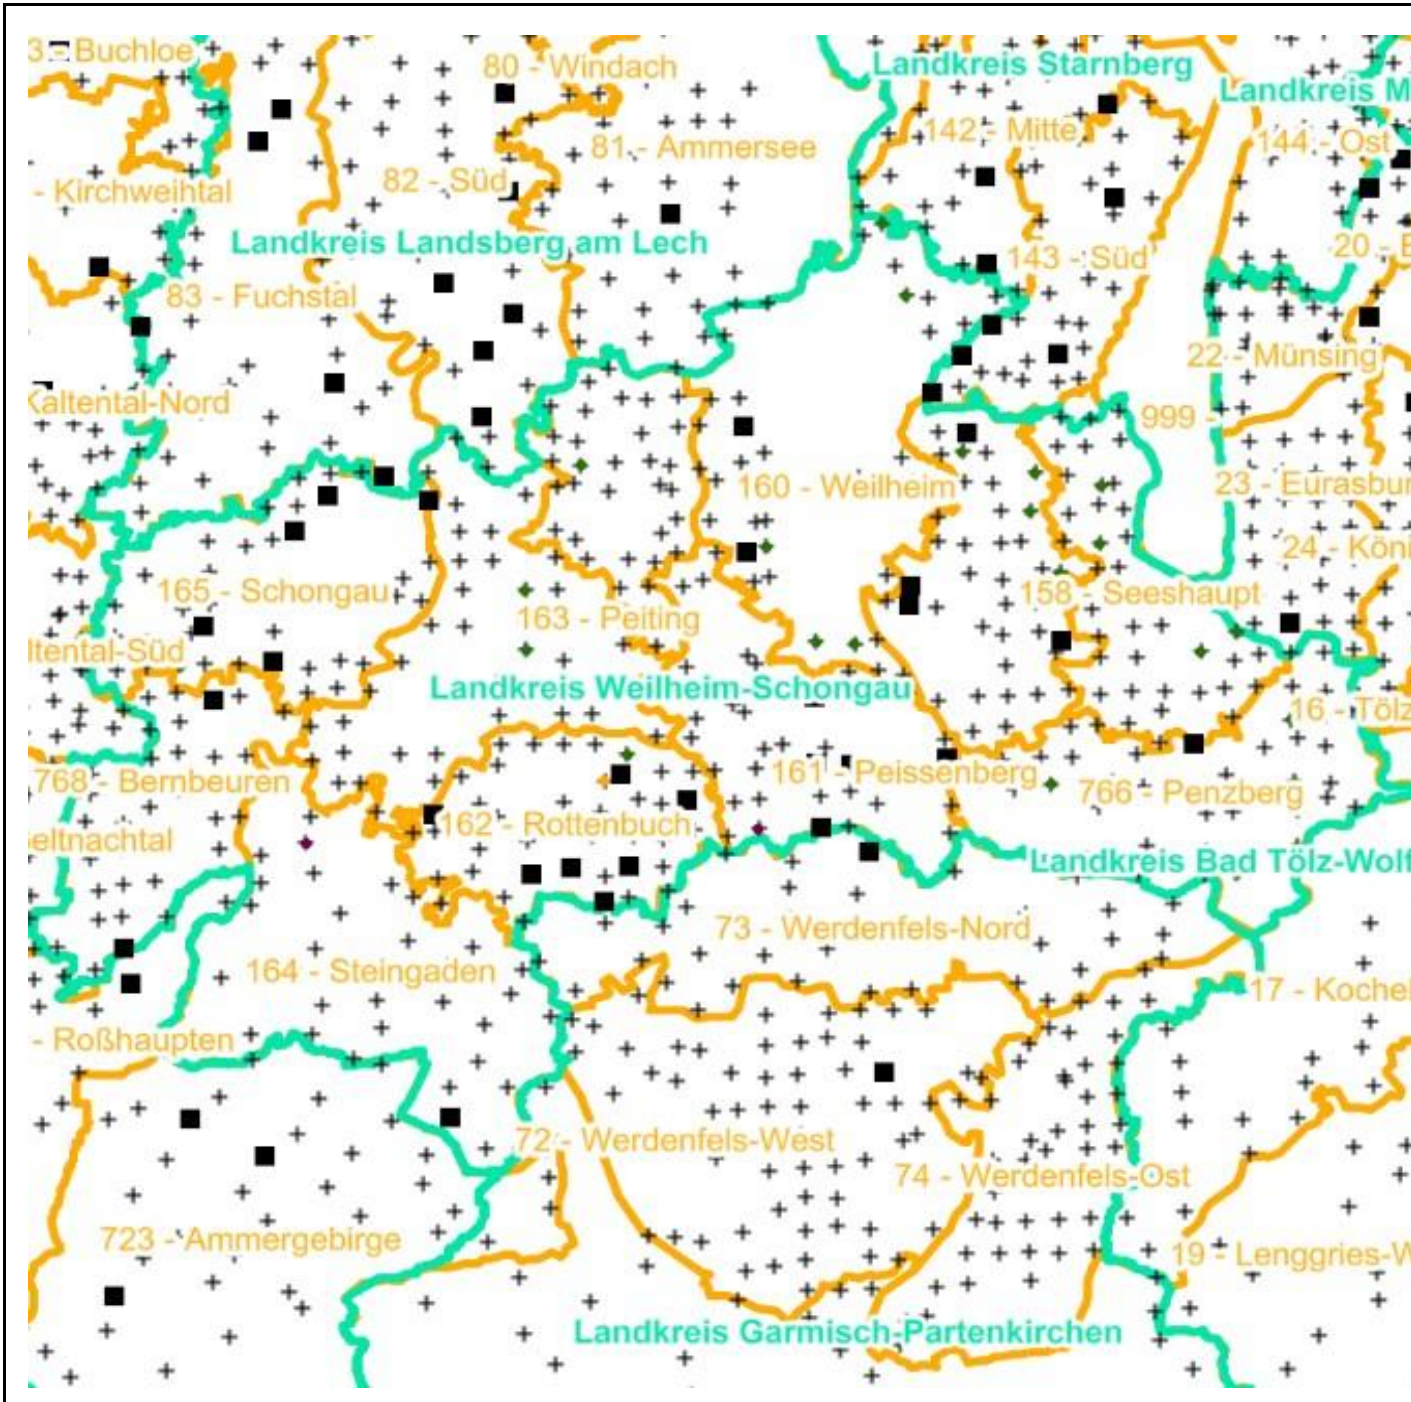 3 - Buchloe
80 - Windach
Landkreis Starnberg
Landkreis M
142 - Mitte
144 - Ost
81 - Ammersee
82 - Süd
- Kirchweihtal
Landkreis Landsberg am Lech
143 - Süd
20 -
83 - Fuchstal
22 - Münsing
Kaltental-Nord
999 -
160 - Weilheim
23 - Eurasbur
24 - Köni
165 - Schongau
158 - Seeshaupt
163 - Peiting
ltental-Süd
Landkreis Weilheim-Schongau
16 - Tölz
768 - Bernbeuren
161 - Peissenberg
766 - Penzberg
162 - Rottenbuch
eltnachtal
Landkreis Bad Tölz-Wolf
73 - Werdenfels-Nord
164 - Steingaden
17 - Kochel
- Roßhaupten
72 - Werdenfels-West
74 - Werdenfels-Ost
723 - Ammergebirge
19 - Lenggries-W
Landkreis Garmisch-Partenkirchen